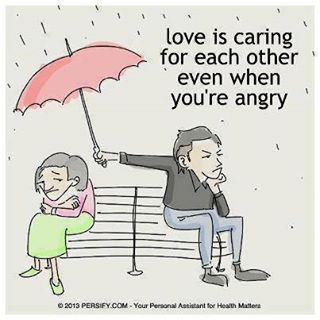 love is caring
for each other
even when
you're angry
© 2013 PERSIFY.COM - Your Personal Assistant for Health Matters